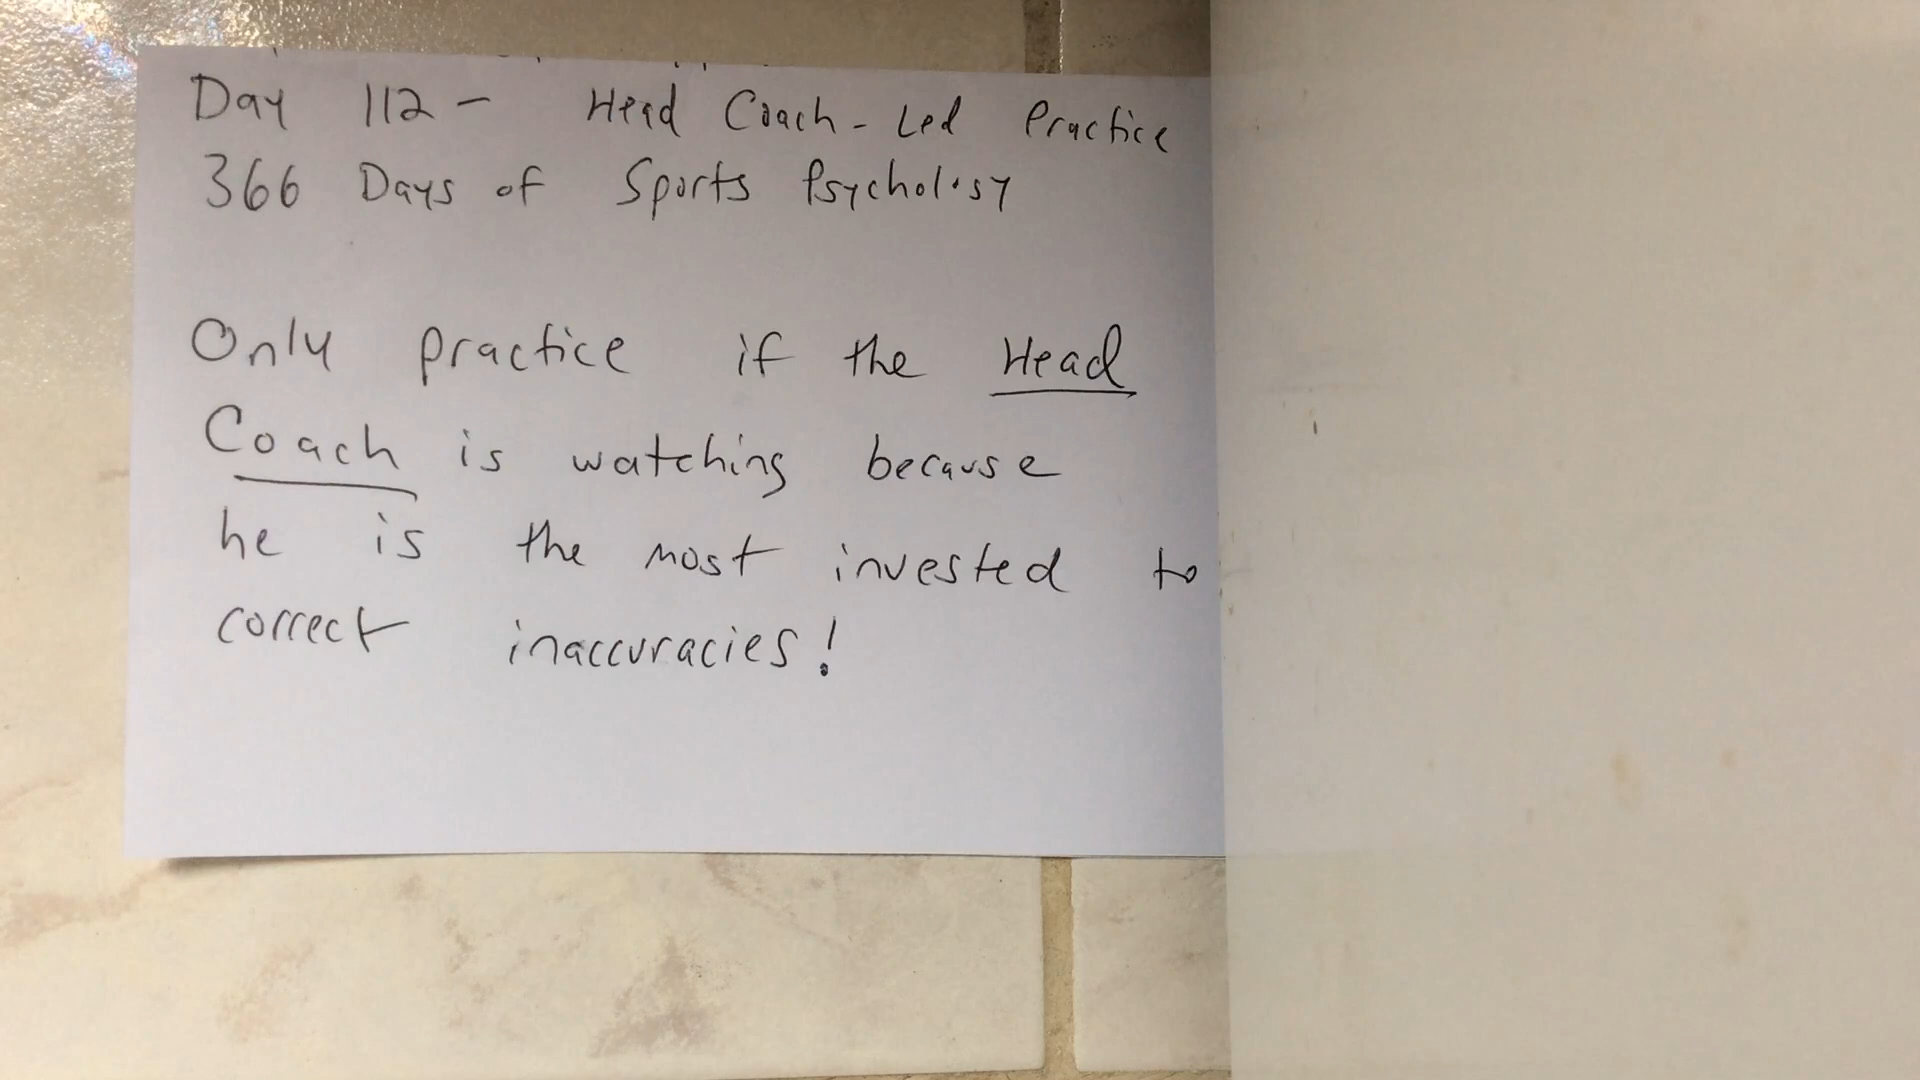 Day 112 - Head Coach-Led Practice
366 Days of Sports Psychology
Only practice if the Head
Coach is watching because
he is the most invested to
correct inaccuracies!